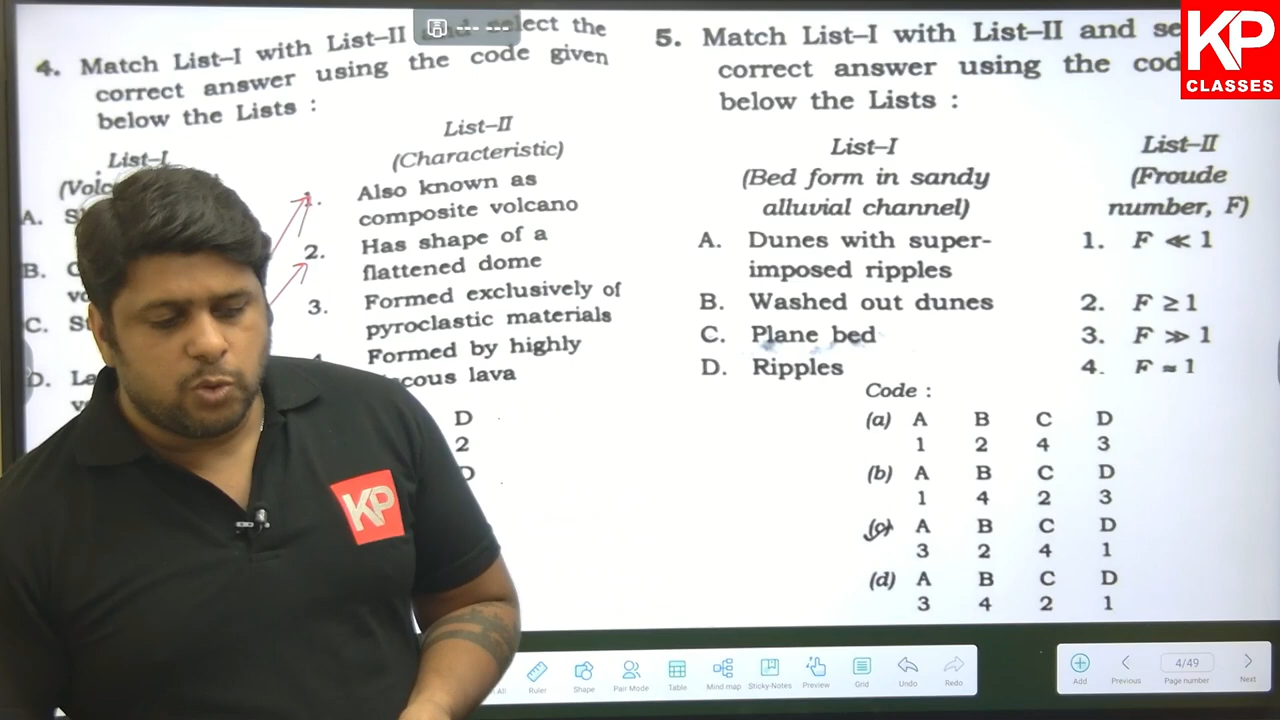 4. Match List–I with List–II and select the
correct answer using the code given
below the Lists :
List–I
List–II
(Characteristic)
A.
1. Also known as
composite volcano
B.
2. Has shape of a
flattened dome
C.
3. Formed exclusively of
pyroclastic materials
D.
Formed by highly
lava
D
2
D
5. Match List–I with List–II and
correct answer using the
below the Lists :
List–I
List–II
(Bed form in sandy
alluvial channel)
(Froude
number, F)
A. Dunes with super-
imposed ripples
1. F ≪ 1
B. Washed out dunes
2. F ≥ 1
C. Plane bed
3. F ≫ 1
D. Ripples
4. F ≈ 1
Code :
(a) A B C D
1 2 4 3
(b) A B C D
1 4 2 3
(c) A B C D
3 2 4 1
(d) A B C D
3 4 2 1
KP
CLASSES
KP
Ruler
Shape
Pair Mode
Table
Mind map
Sticky-Notes
Preview
Grid
Undo
Redo
Add
Previous
4/49
Page number
Next